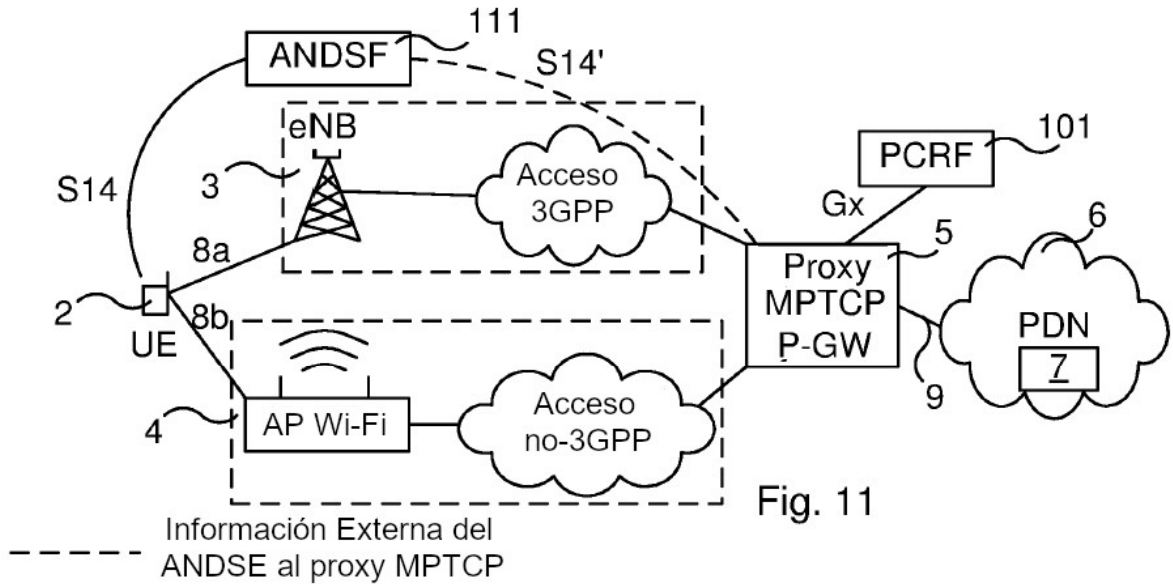 111
ANDSF
S14'
eNB
3
Acceso
3GPP
PCRF
101
S14
Gx
8a
5
6
Proxy
MPTCP
P-GW
2
UE
8b
PDN
7
9
4
AP Wi-Fi
Acceso
no-3GPP
Fig. 11
Información Externa del
ANDSE al proxy MPTCP